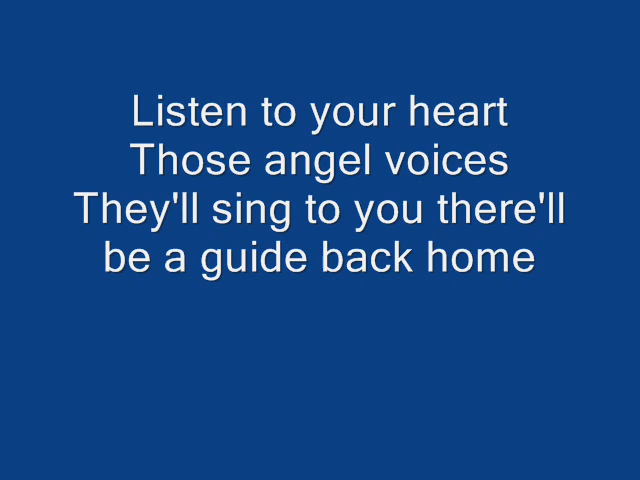 Listen to your heart
Those angel voices
They'll sing to you there'll
be a guide back home